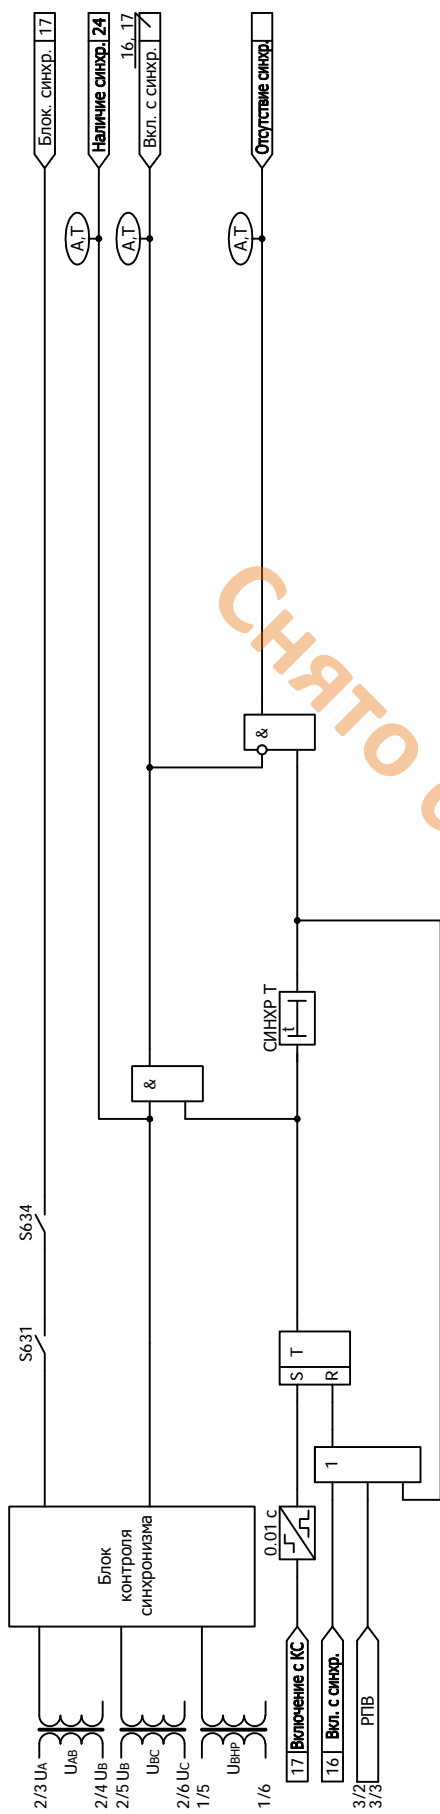 Блок. синхр. 17
Наличие синхр. 24
16, 17
Вкл. с синхр.
Отсутствие синхр.
А,Т
А,Т
А,Т
&
СИНХР Т
t
&
S634
S631
S T
R
1
0.01 с
Блок
контроля
синхронизма
2/3 UA
UAB
2/4 UB
2/5 UB
UBC
2/6 UC
1/5
UВНР
1/6
17 Включение с КС
16 Вкл. с синхр.
РПВ
3/2
3/3
Снято с